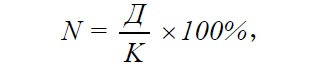 N = Д/K × 100%,